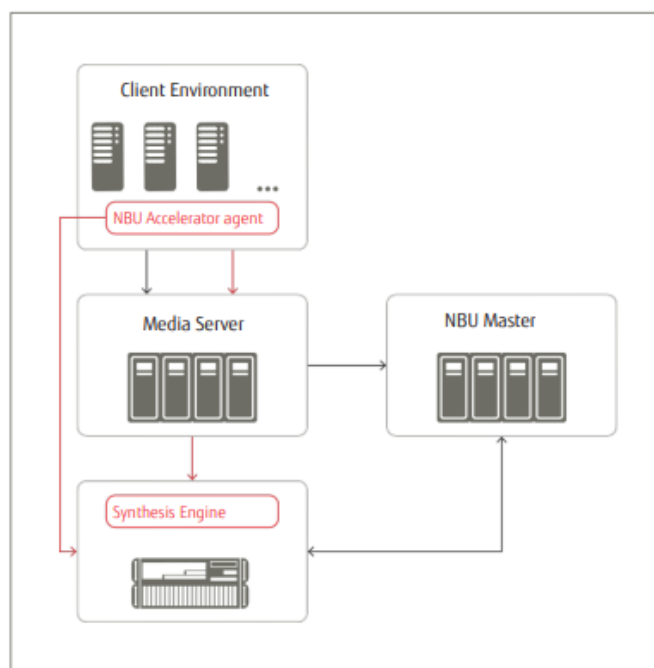 Client Environment
NBU Accelerator agent
Media Server
NBU Master
Synthesis Engine